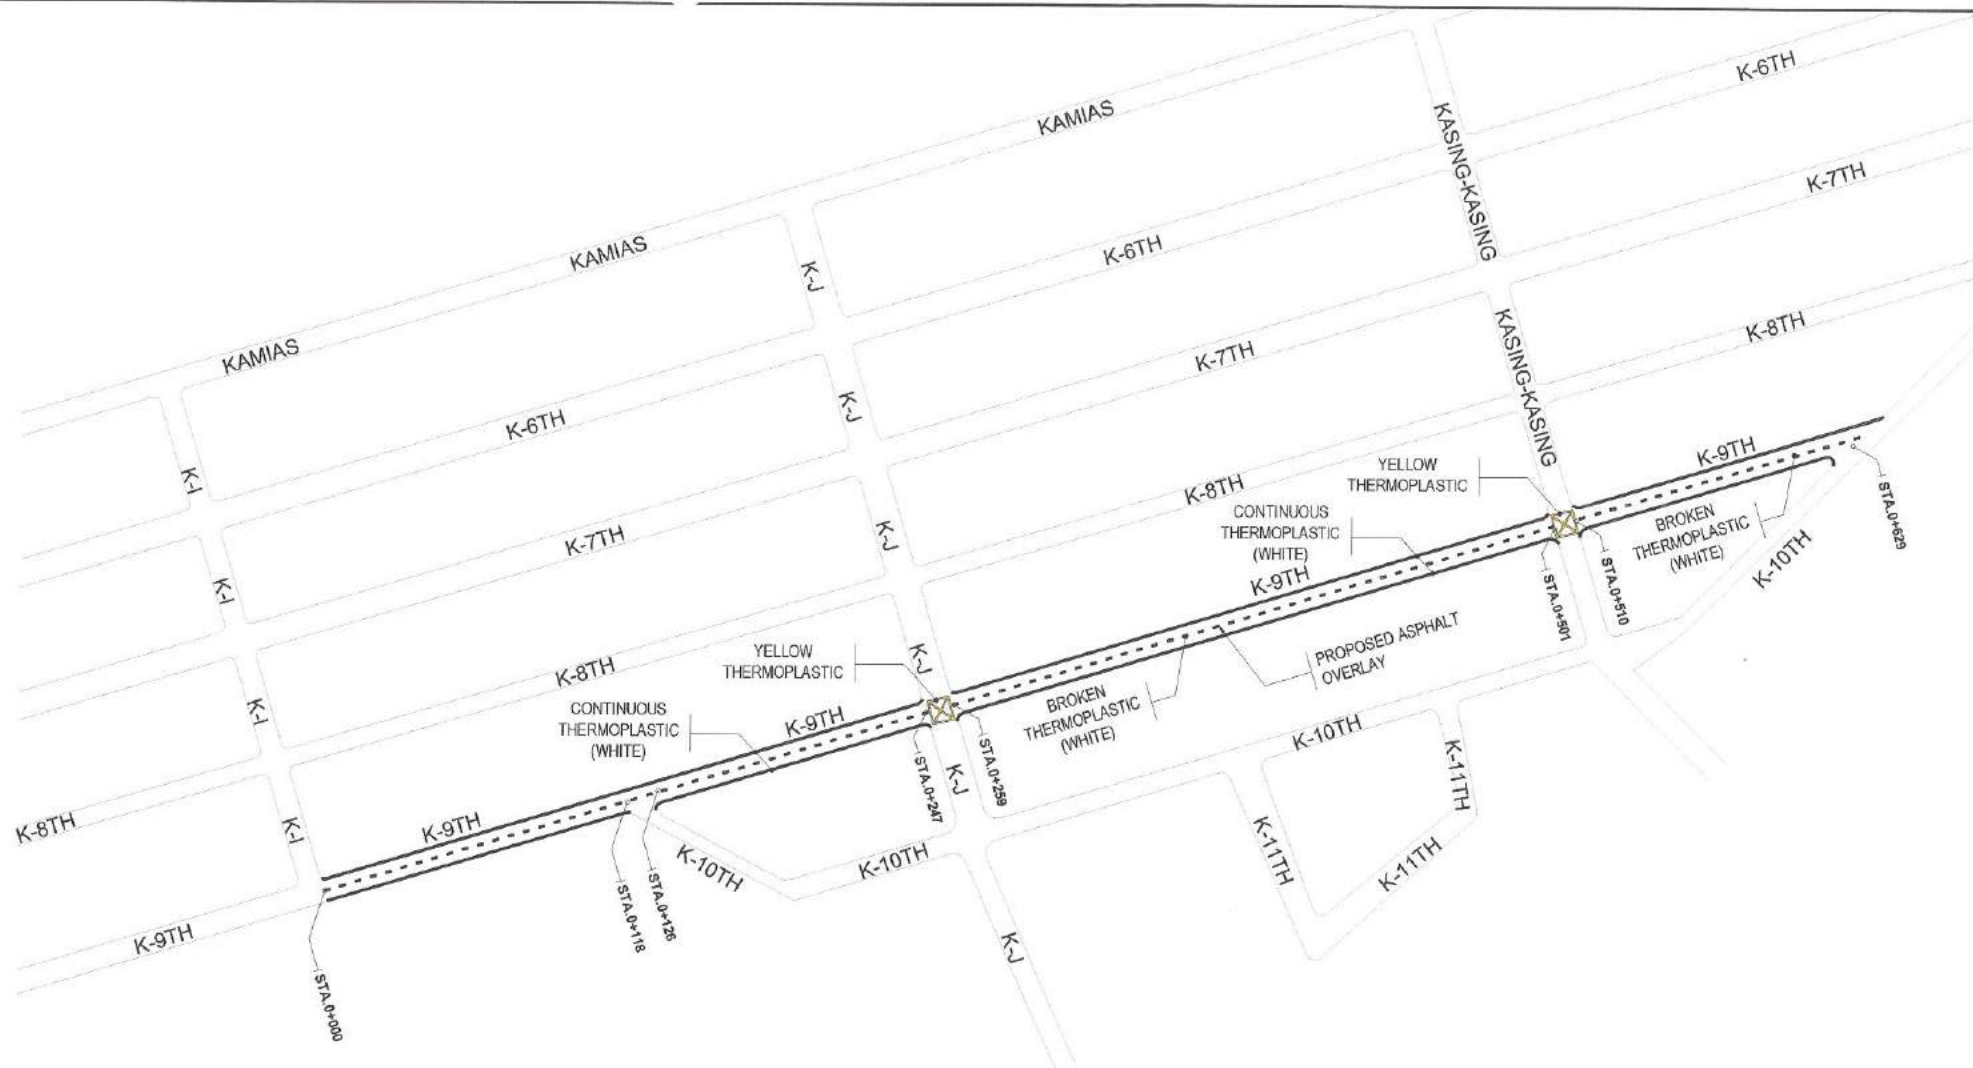 K-6TH
KAMIAS
KASING-KASING
K-7TH
KAMIAS
K-6TH
K-J
KAMIAS
K-7TH
KASING-KASING
K-8TH
K-6TH
K-J
K-I
K-7TH
K-J
K-8TH
YELLOW
THERMOPLASTIC
K-9TH
STA.0+629
CONTINUOUS
THERMOPLASTIC
(WHITE)
K-9TH
BROKEN
THERMOPLASTIC
(WHITE)
K-10TH
K-I
STA.0+501
STA.0+510
K-8TH
K-J
YELLOW
THERMOPLASTIC
PROPOSED ASPHALT
OVERLAY
K-I
CONTINUOUS
THERMOPLASTIC
(WHITE)
K-9TH
BROKEN
THERMOPLASTIC
(WHITE)
K-10TH
K-11TH
STA.0+247
K-J
STA.0+259
K-8TH
K-9TH
K-I
K-10TH
K-10TH
K-11TH
K-11TH
STA.0+118
STA.0+126
K-9TH
K-J
STA.0+000